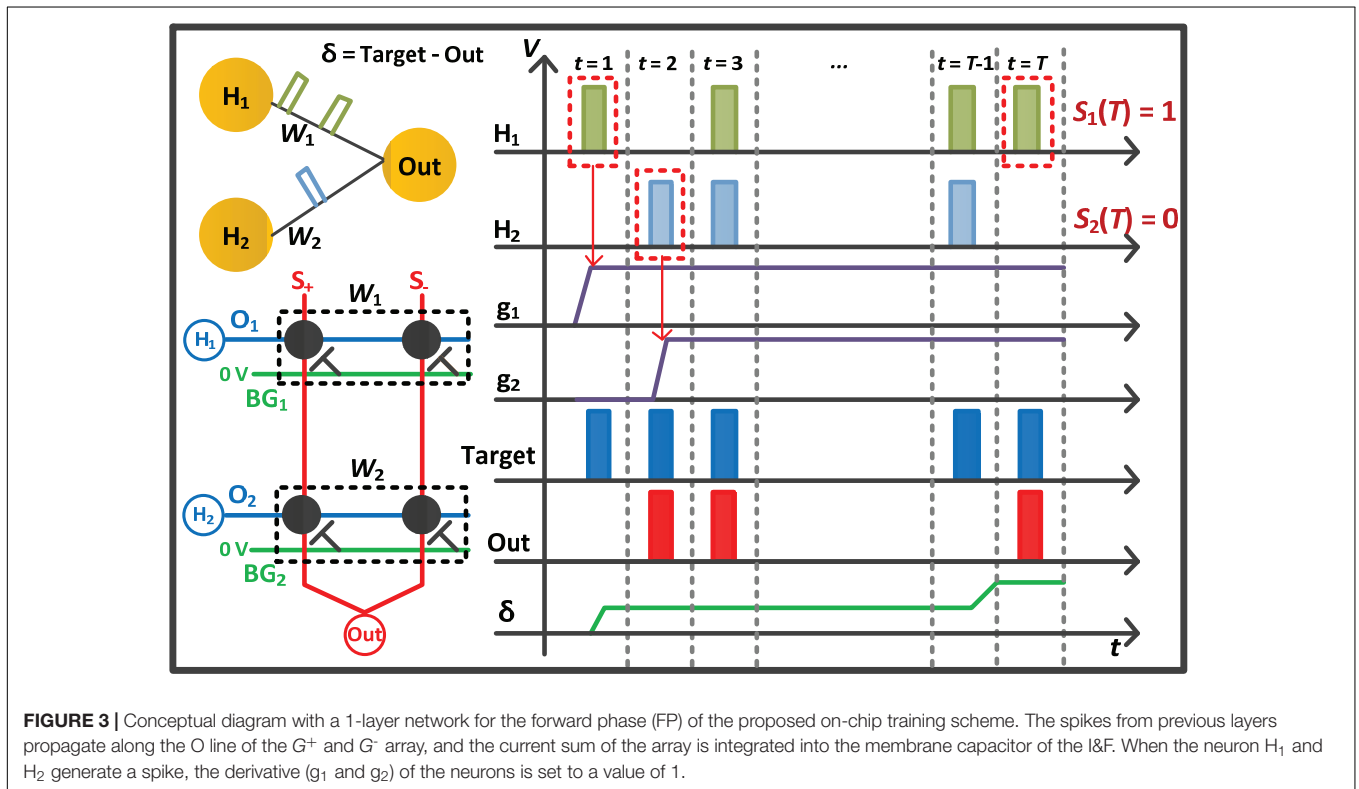 δ = Target - Out
H1
W1
Out
H2
W2
S+ S-
W1
H1 O1
0 V
BG1
W2
H2 O2
0 V
BG2
Out
V
t = 1 t = 2 t = 3 ... t = T-1 t = T
H1 S1(T) = 1
H2 S2(T) = 0
g1
g2
Target
Out
δ
t
FIGURE 3 | Conceptual diagram with a 1-layer network for the forward phase (FP) of the proposed on-chip training scheme. The spikes from previous layers
propagate along the O line of the G+ and G- array, and the current sum of the array is integrated into the membrane capacitor of the I&F. When the neuron H1 and
H2 generate a spike, the derivative (g1 and g2) of the neurons is set to a value of 1.